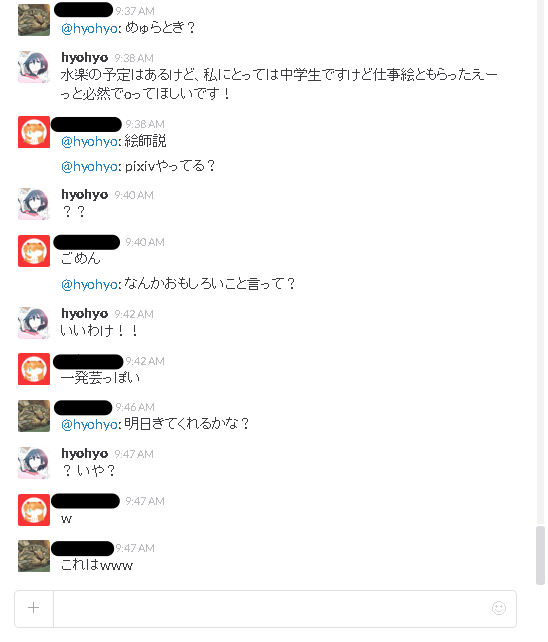 9:37 AM
@hyohyo: めゅらとき？
hyohyo 9:38 AM
水楽の予定はあるけど、私にとっては中学生ですけど仕事絵ともらったえー
っと必然でoってほしいです！
9:38 AM
@hyohyo: 絵師説
@hyohyo: pixivやってる？
hyohyo 9:40 AM
？？
9:40 AM
ごめん
@hyohyo: なんかおもしろいこと言って？
hyohyo 9:42 AM
いいわけ！！
9:42 AM
一発芸っぽい
9:46 AM
@hyohyo: 明日きてくれるかな？
hyohyo 9:47 AM
？いや？
9:47 AM
w
9:47 AM
これはwww